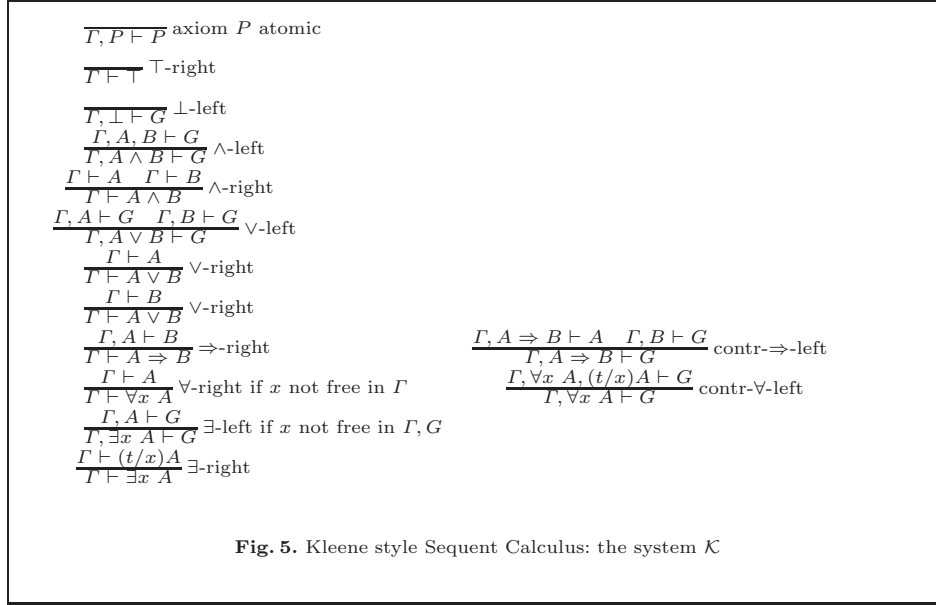 Γ, P ⊢ P axiom P atomic
Γ ⊢ ⊤ ⊤-right
Γ, ⊥ ⊢ G ⊥-left
Γ, A, B ⊢ G
Γ, A ∧ B ⊢ G ∧-left
Γ ⊢ A Γ ⊢ B
Γ ⊢ A ∧ B ∧-right
Γ, A ⊢ G Γ, B ⊢ G
Γ, A ∨ B ⊢ G ∨-left
Γ ⊢ A
Γ ⊢ A ∨ B ∨-right
Γ ⊢ B
Γ ⊢ A ∨ B ∨-right
Γ, A ⊢ B
Γ ⊢ A ⇒ B ⇒-right
Γ, A ⇒ B ⊢ A Γ, B ⊢ G
Γ, A ⇒ B ⊢ G contr-⇒-left
Γ ⊢ A
Γ ⊢ ∀x A ∀-right if x not free in Γ
Γ, ∀x A, (t/x)A ⊢ G
Γ, ∀x A ⊢ G contr-∀-left
Γ, A ⊢ G
Γ, ∃x A ⊢ G ∃-left if x not free in Γ, G
Γ ⊢ (t/x)A
Γ ⊢ ∃x A ∃-right
Fig. 5. Kleene style Sequent Calculus: the system 𝒦